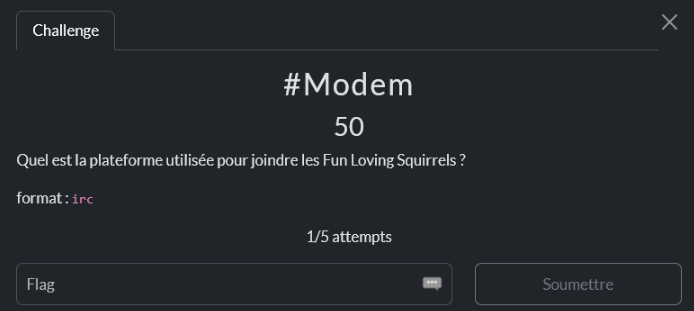 Challenge
#Modem
50
Quel est la plateforme utilisée pour joindre les Fun Loving Squirrels ?
format : irc
1/5 attempts
Flag
Soumettre